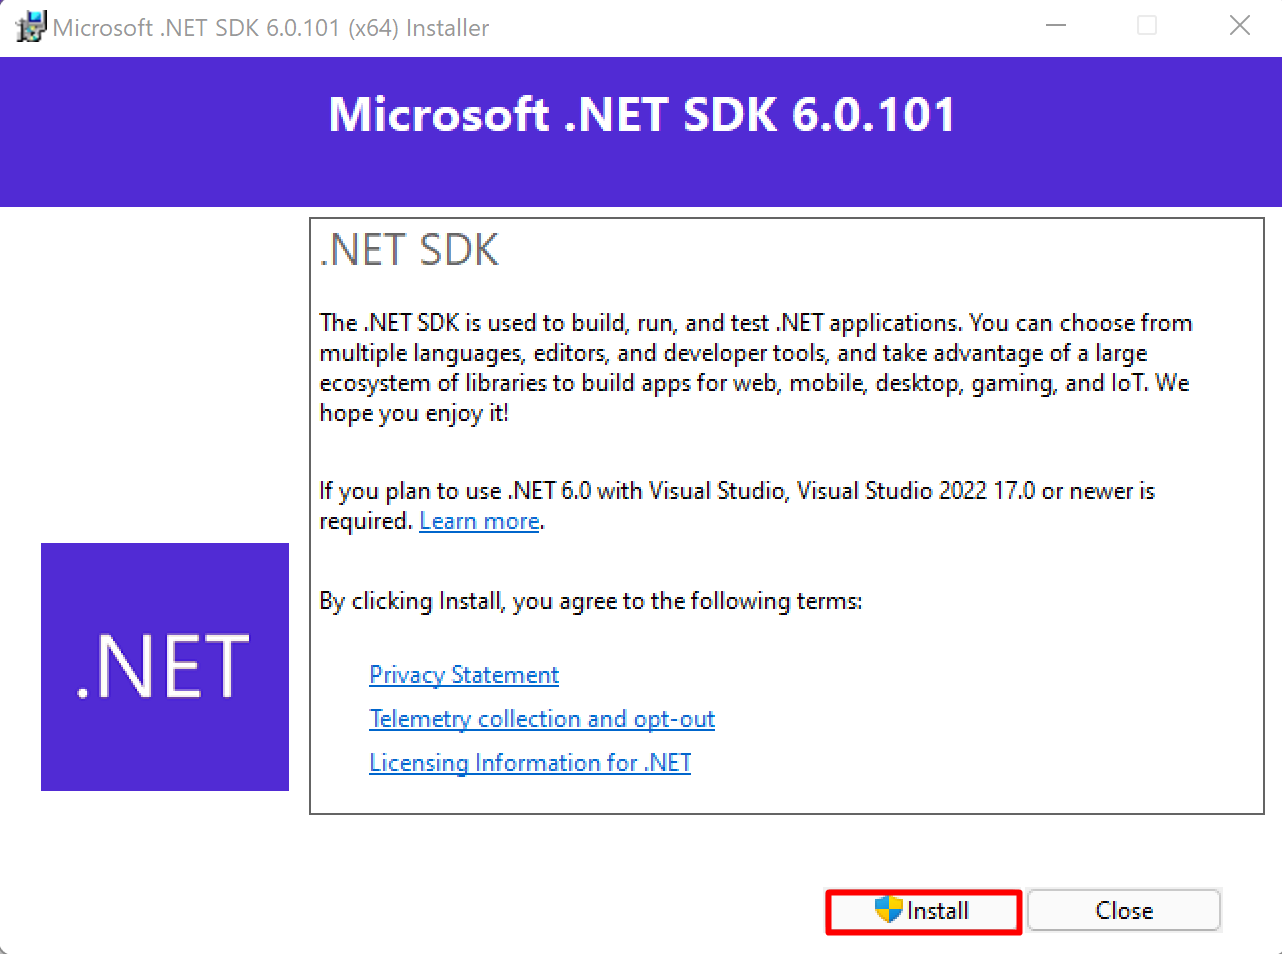 Microsoft .NET SDK 6.0.101 (x64) Installer
Microsoft .NET SDK 6.0.101
.NET SDK
The .NET SDK is used to build, run, and test .NET applications. You can choose from
multiple languages, editors, and developer tools, and take advantage of a large
ecosystem of libraries to build apps for web, mobile, desktop, gaming, and IoT. We
hope you enjoy it!
If you plan to use .NET 6.0 with Visual Studio, Visual Studio 2022 17.0 or newer is
required. Learn more.
By clicking Install, you agree to the following terms:
.NET
Privacy Statement
Telemetry collection and opt-out
Licensing Information for .NET
Install
Close